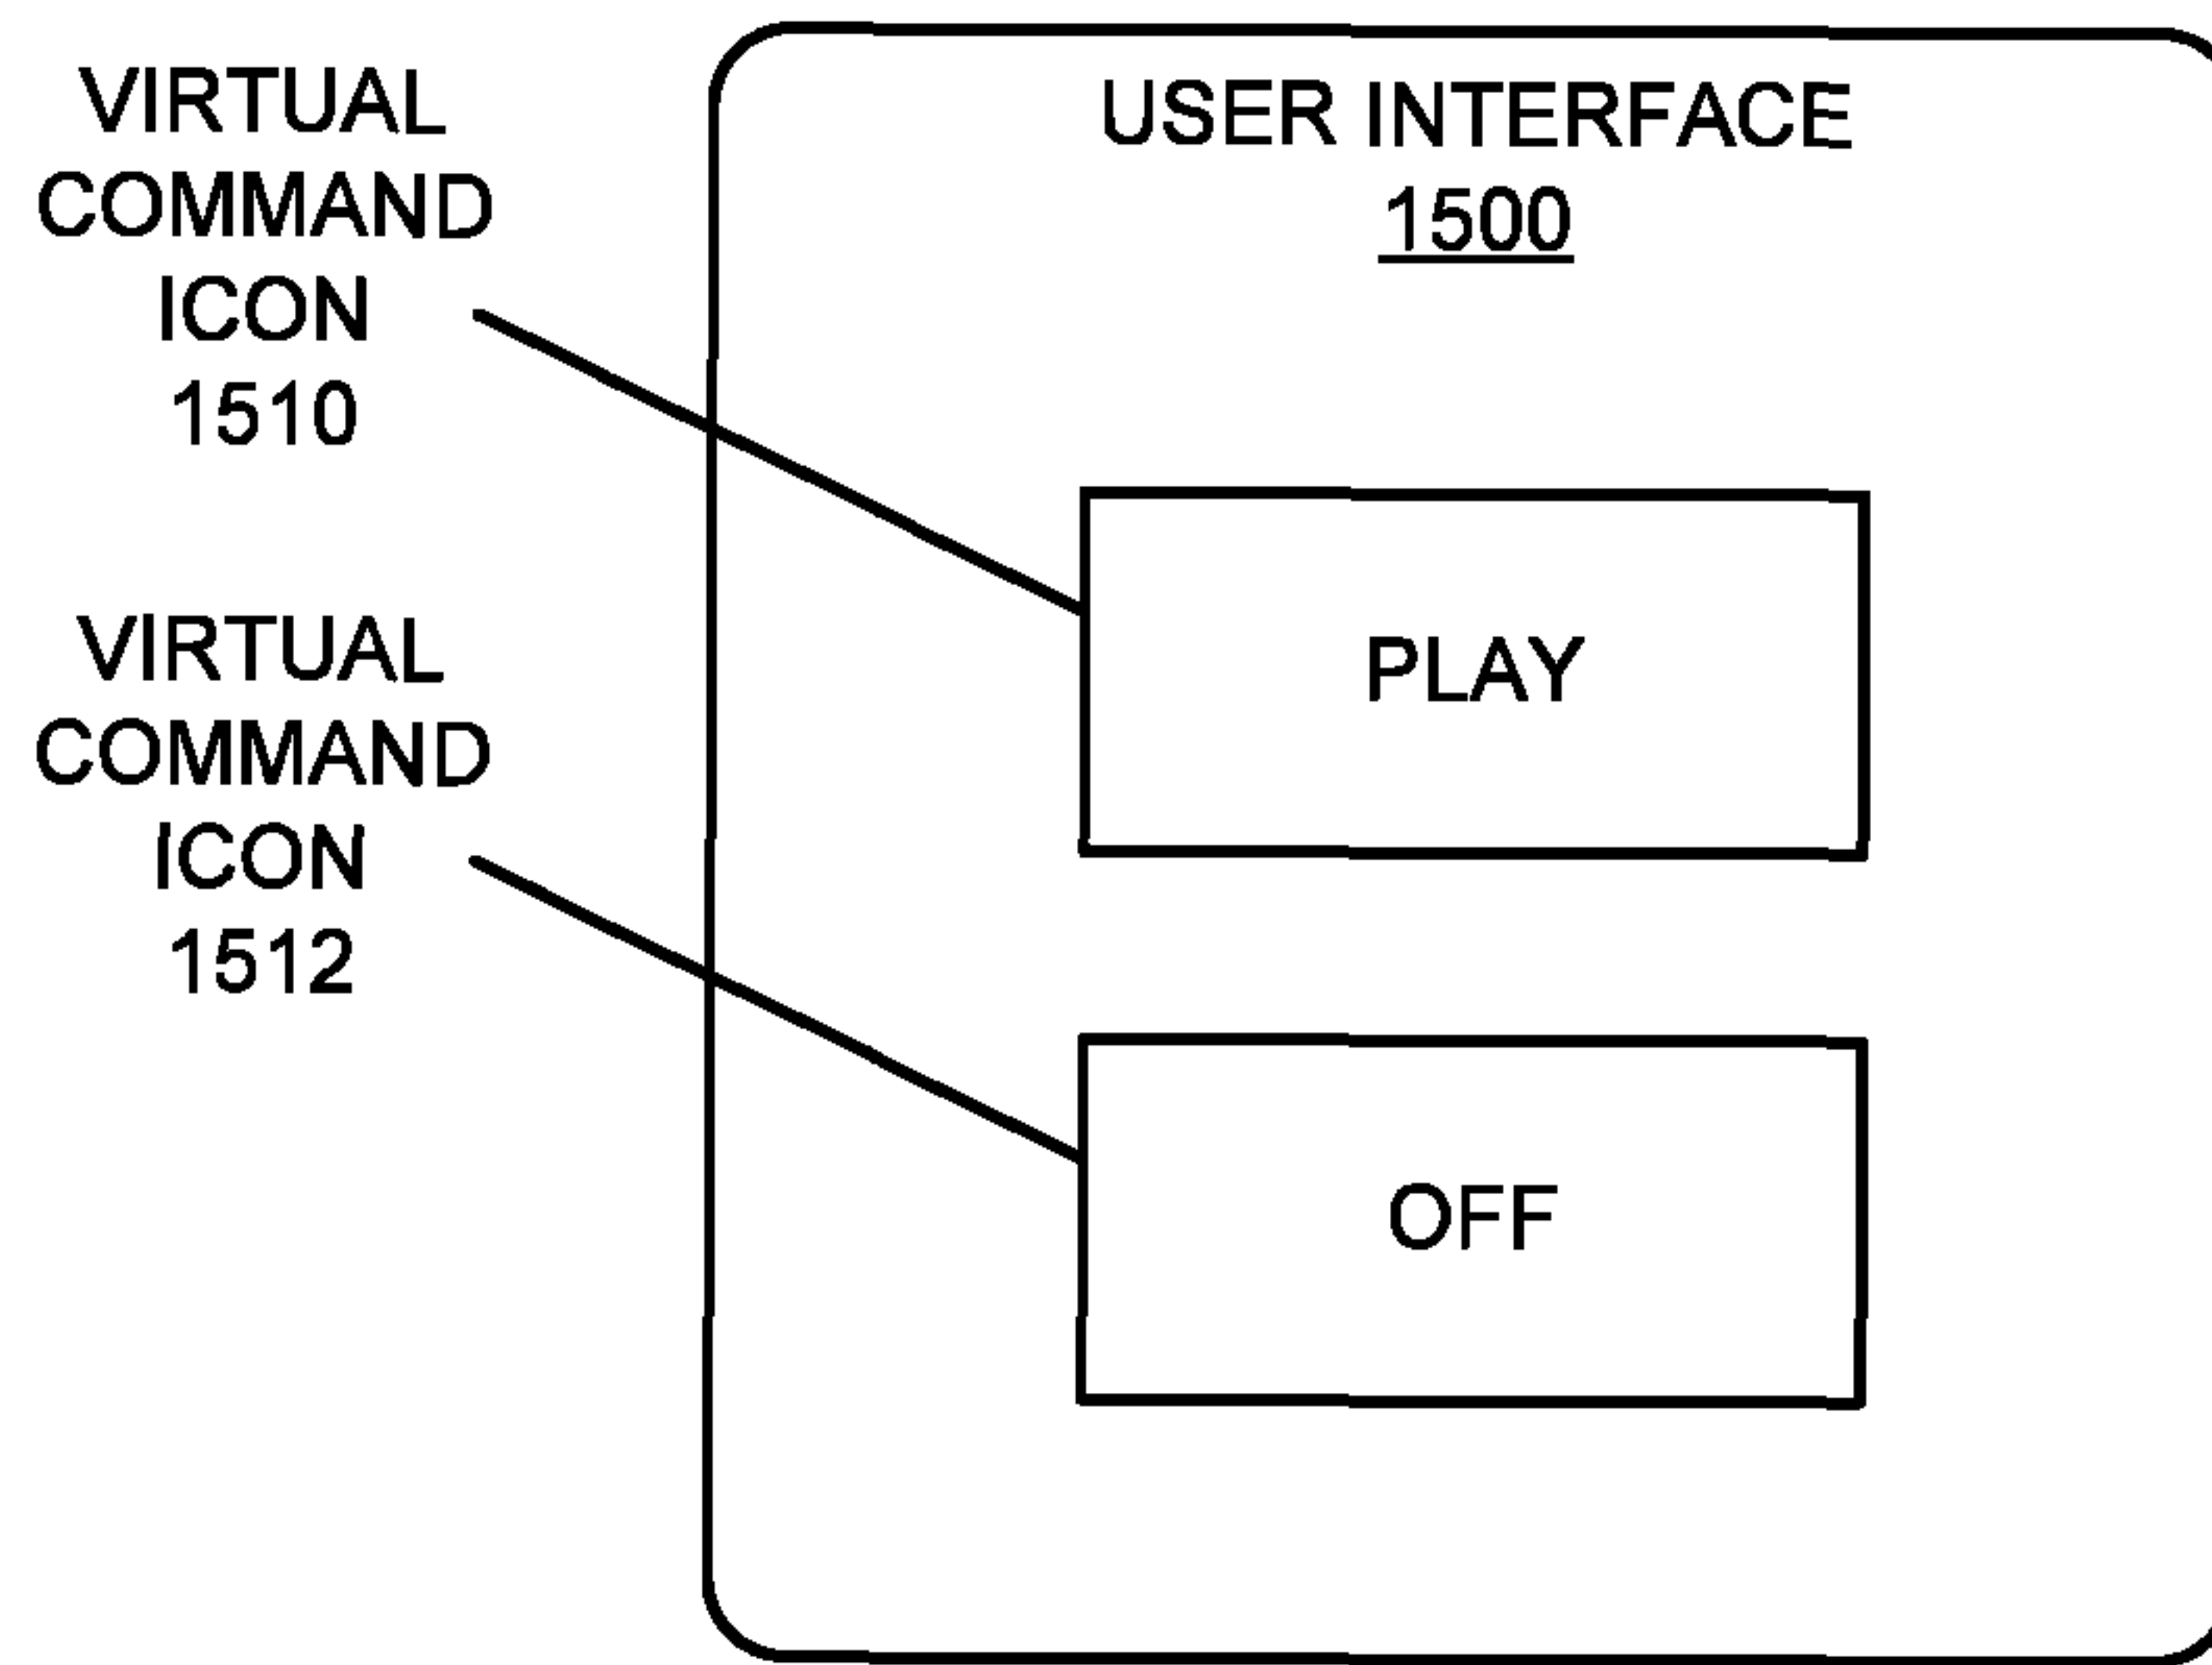 VIRTUAL
COMMAND
ICON
1510
VIRTUAL
COMMAND
ICON
1512
USER INTERFACE
1500
PLAY
OFF